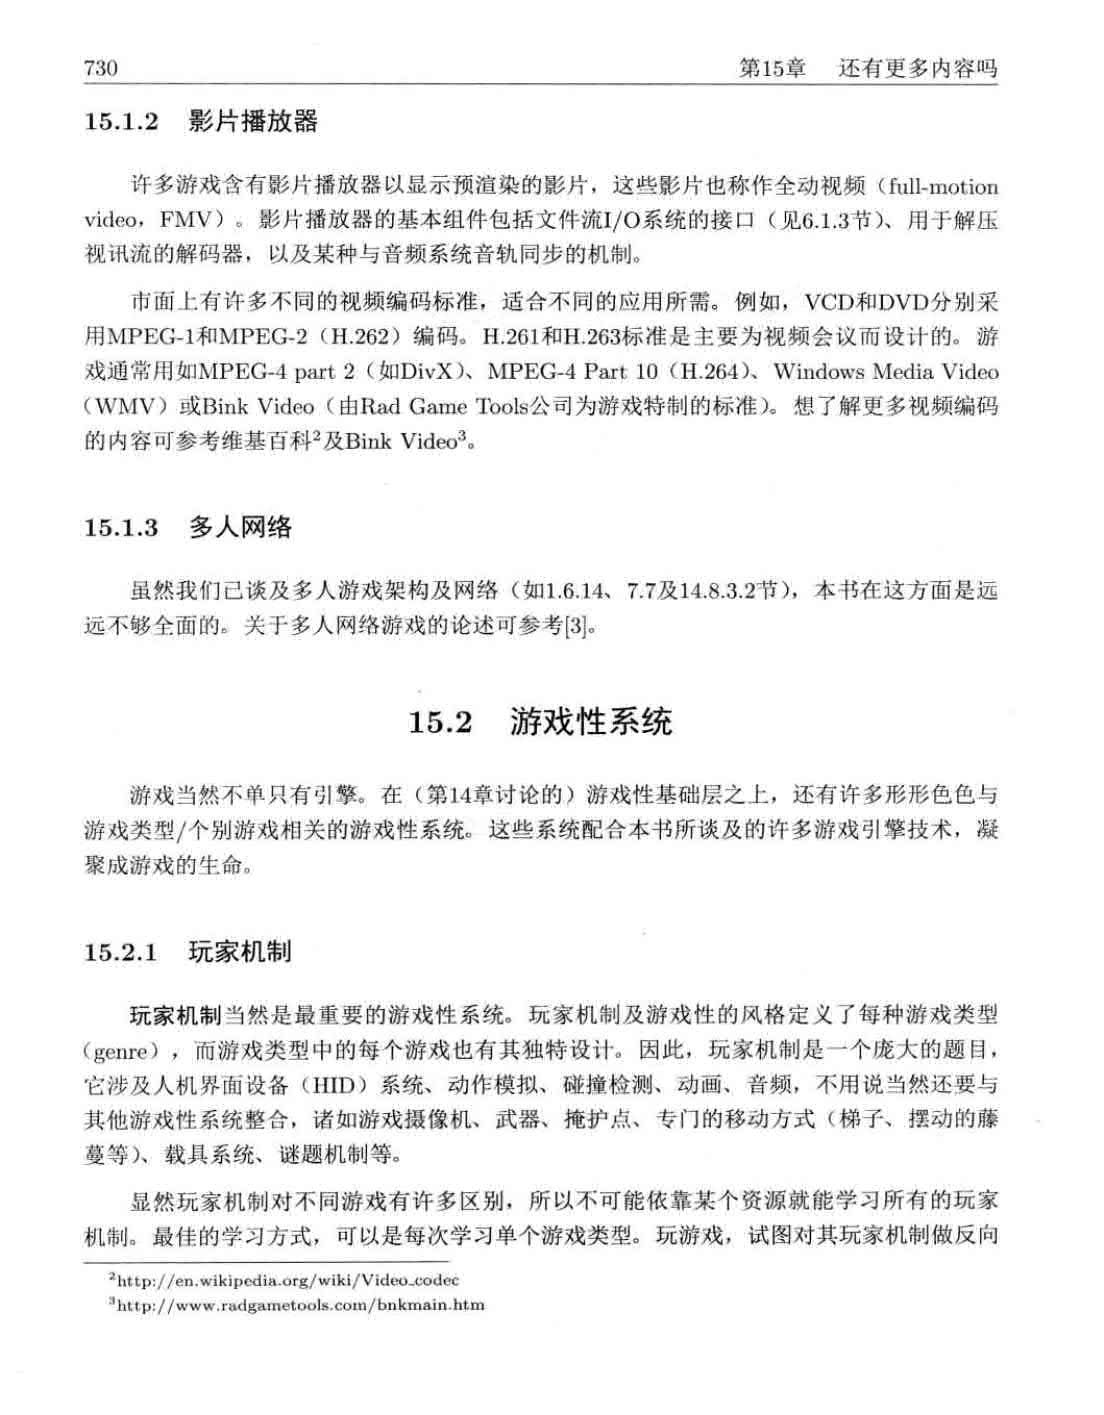 730
第15章 还有更多内容吗
15.1.2 影片播放器
许多游戏含有影片播放器以显示预渲染的影片，这些影片也称作全动视频（full-motion
video，FMV）。影片播放器的基本组件包括文件流I/O系统的接口（见6.1.3节）、用于解压
视讯流的解码器，以及某种与音频系统音轨同步的机制。
市面上有许多不同的视频编码标准，适合不同的应用所需。例如，VCD和DVD分别采
用MPEG-1和MPEG-2（H.262）编码。H.261和H.263标准是主要为视频会议而设计的。游
戏通常用如MPEG-4 part 2（如DivX）、MPEG-4 Part 10（H.264）、Windows Media Video
（WMV）或Bink Video（由Rad Game Tools公司为游戏特制的标准）。想了解更多视频编码
的内容可参考维基百科²及Bink Video³。
15.1.3 多人网络
虽然我们已谈及多人游戏架构及网络（如1.6.14、7.7及14.8.3.2节），本书在这方面是远
远不够全面的。关于多人网络游戏的论述可参考[3]。
15.2 游戏性系统
游戏当然不单只有引擎。在（第14章讨论的）游戏性基础层之上，还有许多形形色色与
游戏类型/个别游戏相关的游戏性系统。这些系统配合本书所谈及的许多游戏引擎技术，凝
聚成游戏的生命。
15.2.1 玩家机制
玩家机制当然是最重要的游戏性系统。玩家机制及游戏性的风格定义了每种游戏类型
（genre），而游戏类型中的每个游戏也有其独特设计。因此，玩家机制是一个庞大的题目，
它涉及人机界面设备（HID）系统、动作模拟、碰撞检测、动画、音频，不用说当然还要与
其他游戏性系统整合，诸如游戏摄像机、武器、掩护点、专门的移动方式（梯子、摆动的藤
蔓等）、载具系统、谜题机制等。
显然玩家机制对不同游戏有许多区别，所以不可能依靠某个资源就能学习所有的玩家
机制。最佳的学习方式，可以是每次学习单个游戏类型。玩游戏，试图对其玩家机制做反向
²http://en.wikipedia.org/wiki/Video_codec
³http://www.radgametools.com/bnkmain.htm